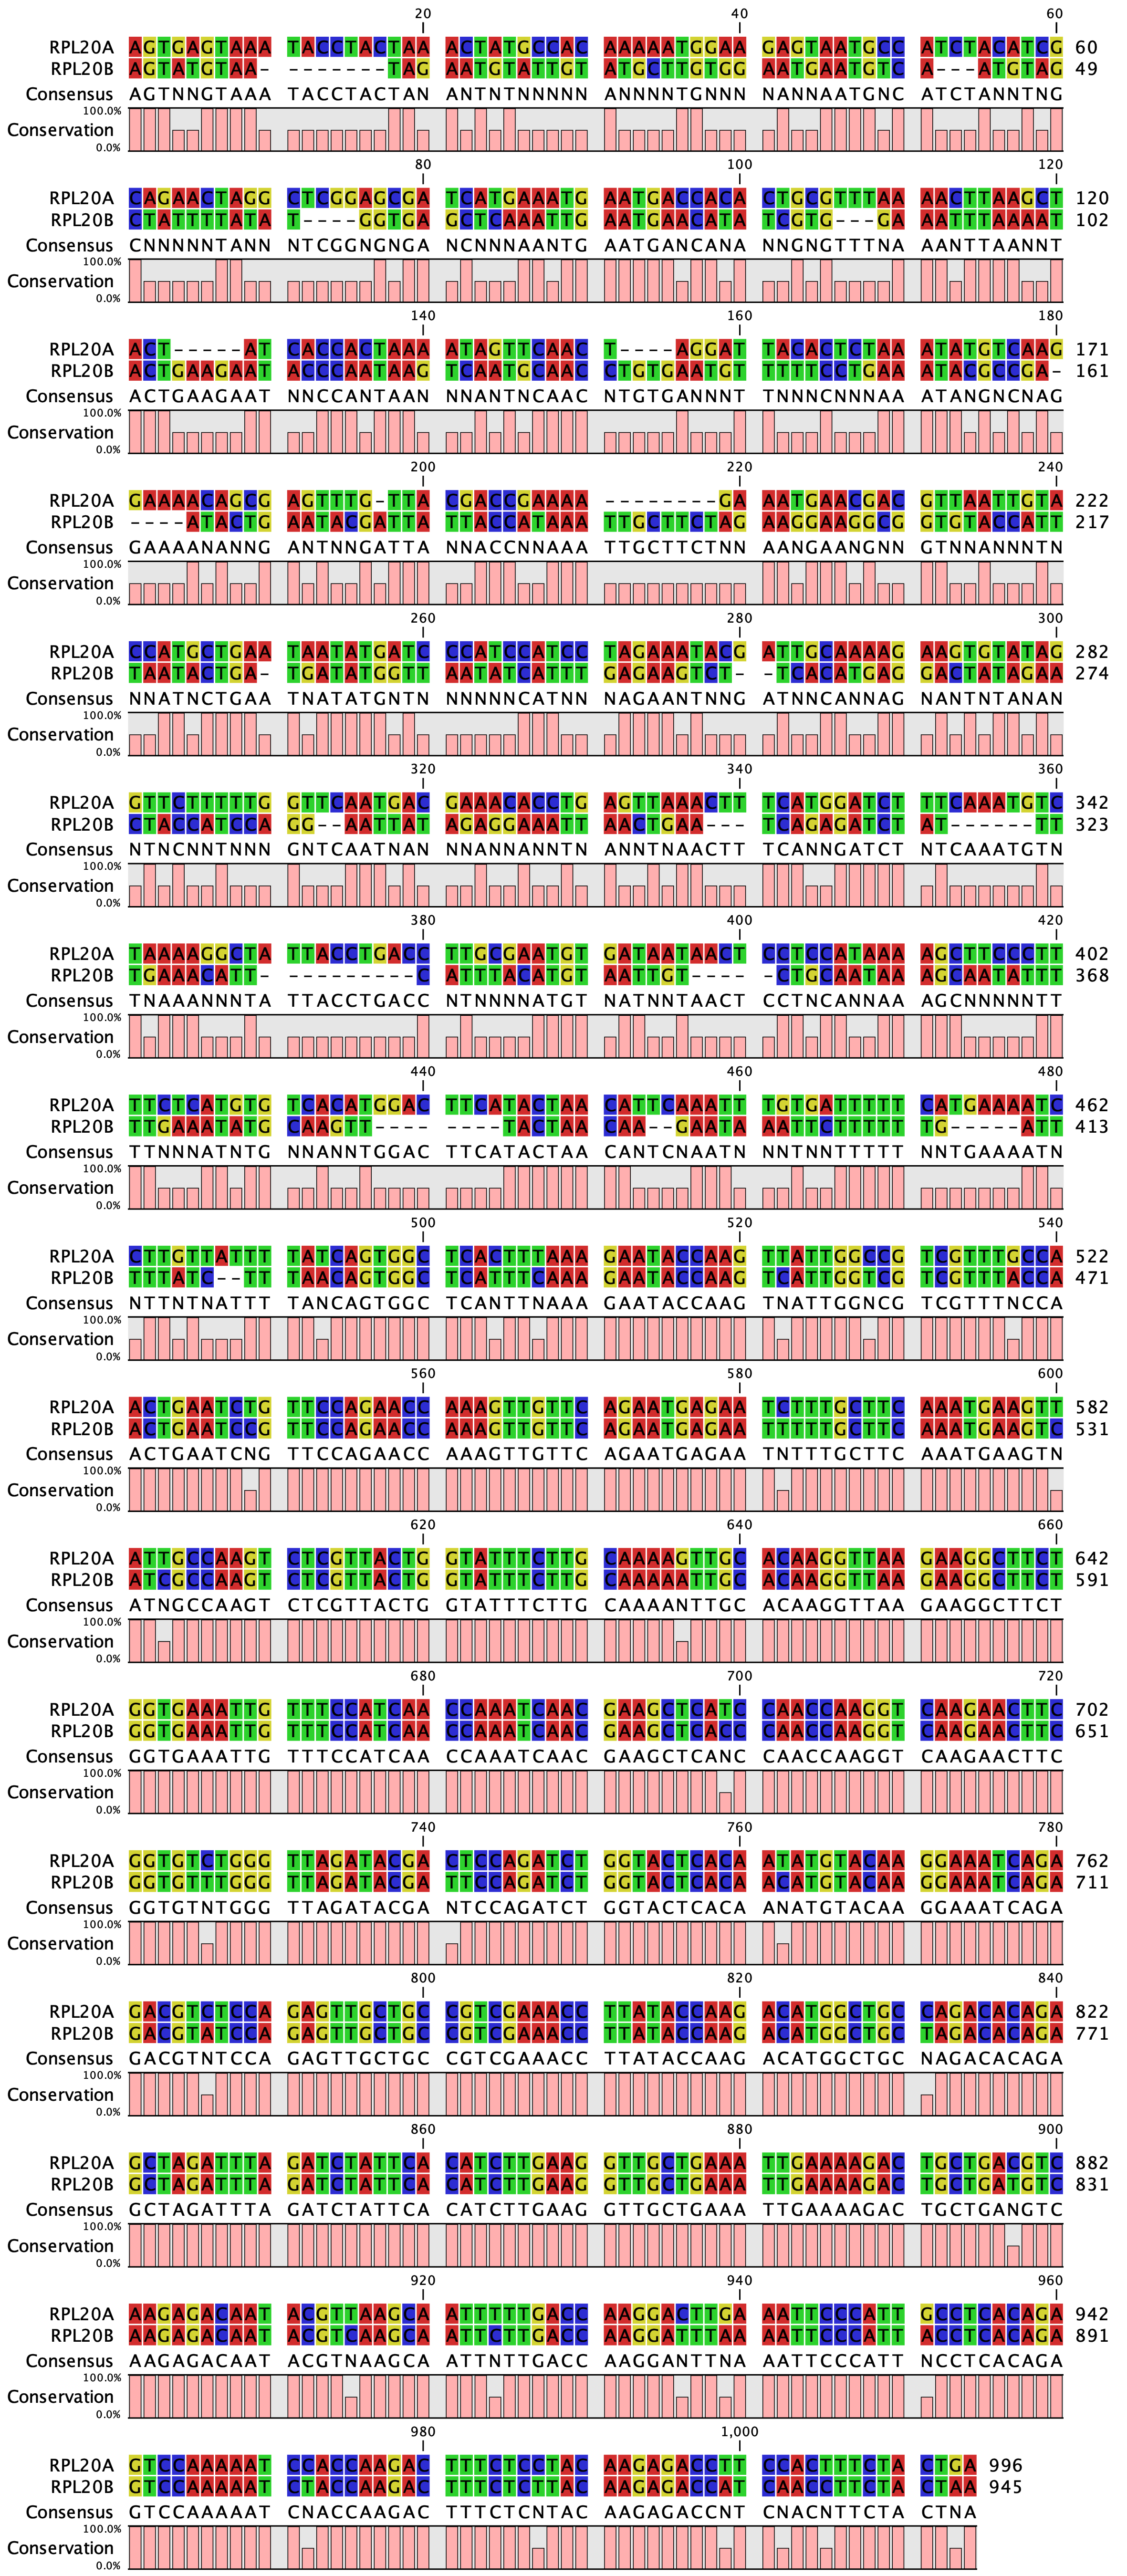 20 40 60
RPL20A AGTGAGTAAA TACCTACTAA ACTATGCCAC AAAAATGGAA GAGTAATGCC ATCTACATCG 60
RPL20B AGTATGTAA- -------TAG AATGTATTGT ATGCTTGTGG AATGAATGTC A---ATGTAG 49
Consensus AGTNNGTAAA TACCTACTAN ANTNTNNNNN ANNNNTGNNN NANNAATGNC ATCTANNTNG
100.0%
Conservation
0.0%
80 100 120
RPL20A CAGAACTAGG CTCGGAGCGA TCATGAAATG AATGACCACA CTGCGTTTAA AACTTAAGCT 120
RPL20B CTATTTTATA T----GGTGA GCTCAAATTG AATGAACATA TCGTG---GA AATTTAAAAT 102
Consensus CNNNNNTANN NTCGGNGNGA NCNNNAANTG AATGANCANA NNGNGTTTNA AANTTAANNT
100.0%
Conservation
0.0%
140 160 180
RPL20A ACT-----AT CACCACTAAA ATAGTTCAAC T----AGGAT TACACTCTAA ATATGTCAAG 171
RPL20B ACTGAAGAAT ACCCAATAAG TCAATGCAAC CTGTGAATGT TTTTCCTGAA ATACGCCGA- 161
Consensus ACTGAAGAAT NNCCANTAAN NNANTNCAAC NTGTGANNNT TNNNCNNNAA ATANGNCNAG
100.0%
Conservation
0.0%
200 220 240
RPL20A GAAAACAGCG AGTTTG-TTA CGACCGAAAA --------GA AATGAACGAC GTTAATTGTA 222
RPL20B ----ATACTG AATACGATTA TTACCATAAA TTGCTTCTAG AAGGAAGGCG GTGTACCATT 217
Consensus GAAAANANNG ANTNNGATTA NNACCNNAAA TTGCTTCTNN AANGAANGNN GTNNANNNTN
100.0%
Conservation
0.0%
260 280 300
RPL20A CCATGCTGAA TAATATGATC CCATCCATCC TAGAAATACG ATTGCAAAAG AAGTGTATAG 282
RPL20B TAATACTGA- TGATATGGTT AATATCATTT GAGAAGTCT- -TCACATGAG GACTATAGAA 274
Consensus NNATNCTGAA TNATATGNTN NNNNNCATNN NAGAANTNNG ATNNCANNAG NANTNTANAN
100.0%
Conservation
0.0%
320 340 360
RPL20A GTTCTTTTTG GTTCAATGAC GAAACACCTG AGTTAAACTT TCATGGATCT TTCAAATGTC 342
RPL20B CTACCATCCA GG--AATTAT AGAGGAAATT AACTGAA--- TCAGAGATCT AT------TT 323
Consensus NTNCNNTNNN GNTCAATNAN NNANNANNTN ANNTNAACTT TCANNGATCT NTCAAATGTN
100.0%
Conservation
0.0%
380 400 420
RPL20A TAAAAGGCTA TTACCTGACC TTGCGAATGT GATAATAACT CCTCCATAAA AGCTTCCCTT 402
RPL20B TGAAACATT- ---------C ATTTACATGT AATTGT---- -CTGCAATAA AGCAATATTT 368
Consensus TNAAANNNTA TTACCTGACC NTNNNNATGT NATNNTAACT CCTNCANNAA AGCNNNNNTT
100.0%
Conservation
0.0%
440 460 480
RPL20A TTCTCATGTG TCACATGGAC TTCATACTAA CATTCAAATT TGTGATTTTT CATGAAAATC 462
RPL20B TTGAAATATG CAAGTT---- ----TACTAA CAA--GAATA AATTCTTTTT TG-----ATT 413
Consensus TTNNNATNTG NNANNTGGAC TTCATACTAA CANTCNAATN NNTNNTTTTT NNTGAAAATN
100.0%
Conservation
0.0%
500 520 540
RPL20A CTTGTTATTT TATCAGTGGC TCACTTTAAA GAATACCAAG TTATTGGCCG TCGTTTGCCA 522
RPL20B TTTATC--TT TAACAGTGGC TCATTTCAAA GAATACCAAG TCATTGGTCG TCGTTTACCA 471
Consensus NTTNTNATTT TANCAGTGGC TCANTTNAAA GAATACCAAG TNATTGGNCG TCGTTTNCCA
100.0%
Conservation
0.0%
560 580 600
RPL20A ACTGAATCTG TTCCAGAACC AAAGTTGTTC AGAATGAGAA TCTTTGCTTC AAATGAAGTT 582
RPL20B ACTGAATCCG TTCCAGAACC AAAGTTGTTC AGAATGAGAA TTTTTGCTTC AAATGAAGTC 531
Consensus ACTGAATCNG TTCCAGAACC AAAGTTGTTC AGAATGAGAA TNTTTGCTTC AAATGAAGTN
100.0%
Conservation
0.0%
620 640 660
RPL20A ATTGCCAAGT CTCGTTACTG GTATTTCTTG CAAAAGTTGC ACAAGGTTAA GAAGGCTTCT 642
RPL20B ATCGCCAAGT CTCGTTACTG GTATTTCTTG CAAAAATTGC ACAAGGTTAA GAAGGCTTCT 591
Consensus ATNGCCAAGT CTCGTTACTG GTATTTCTTG CAAAANTTGC ACAAGGTTAA GAAGGCTTCT
100.0%
Conservation
0.0%
680 700 720
RPL20A GGTGAAATTG TTTCCATCAA CCAAATCAAC GAAGCTCATC CAACCAAGGT CAAGAACTTC 702
RPL20B GGTGAAATTG TTTCCATCAA CCAAATCAAC GAAGCTCACC CAACCAAGGT CAAGAACTTC 651
Consensus GGTGAAATTG TTTCCATCAA CCAAATCAAC GAAGCTCANC CAACCAAGGT CAAGAACTTC
100.0%
Conservation
0.0%
740 760 780
RPL20A GGTGTCTGGG TTAGATACGA CTCCAGATCT GGTACTCACA ATATGTACAA GGAAATCAGA 762
RPL20B GGTGTTTGGG TTAGATACGA TTCCAGATCT GGTACTCACA ACATGTACAA GGAAATCAGA 711
Consensus GGTGTNTGGG TTAGATACGA NTCCAGATCT GGTACTCACA ANATGTACAA GGAAATCAGA
100.0%
Conservation
0.0%
800 820 840
RPL20A GACGTCTCCA GAGTTGCTGC CGTCGAAACC TTATACCAAG ACATGGCTGC CAGACACAGA 822
RPL20B GACGTATCCA GAGTTGCTGC CGTCGAAACC TTATACCAAG ACATGGCTGC TAGACACAGA 771
Consensus GACGTNTCCA GAGTTGCTGC CGTCGAAACC TTATACCAAG ACATGGCTGC NAGACACAGA
100.0%
Conservation
0.0%
860 880 900
RPL20A GCTAGATTTA GATCTATTCA CATCTTGAAG GTTGCTGAAA TTGAAAAGAC TGCTGACGTC 882
RPL20B GCTAGATTTA GATCTATTCA CATCTTGAAG GTTGCTGAAA TTGAAAAGAC TGCTGATGTC 831
Consensus GCTAGATTTA GATCTATTCA CATCTTGAAG GTTGCTGAAA TTGAAAAGAC TGCTGANGTC
100.0%
Conservation
0.0%
920 940 960
RPL20A AAGAGACAAT ACGTTAAGCA ATTTTTGACC AAGGACTTGA AATTCCCATT GCCTCACAGA 942
RPL20B AAGAGACAAT ACGTCAAGCA ATTCTTGACC AAGGATTTAA AATTCCCATT ACCTCACAGA 891
Consensus AAGAGACAAT ACGTNAAGCA ATTNTTGACC AAGGANTTNA AATTCCCATT NCCTCACAGA
100.0%
Conservation
0.0%
980 1,000
RPL20A GTCCAAAAAT CCACCAAGAC TTTCTCCTAC AAGAGACCTT CCACTTTCTA CTGA 996
RPL20B GTCCAAAAAT CTACCAAGAC TTTCTCTTAC AAGAGACCAT CAACCTTCTA CTAA 945
Consensus GTCCAAAAAT CNACCAAGAC TTTCTCNTAC AAGAGACCNT CNACNTTCTA CTNA
100.0%
Conservation
0.0%